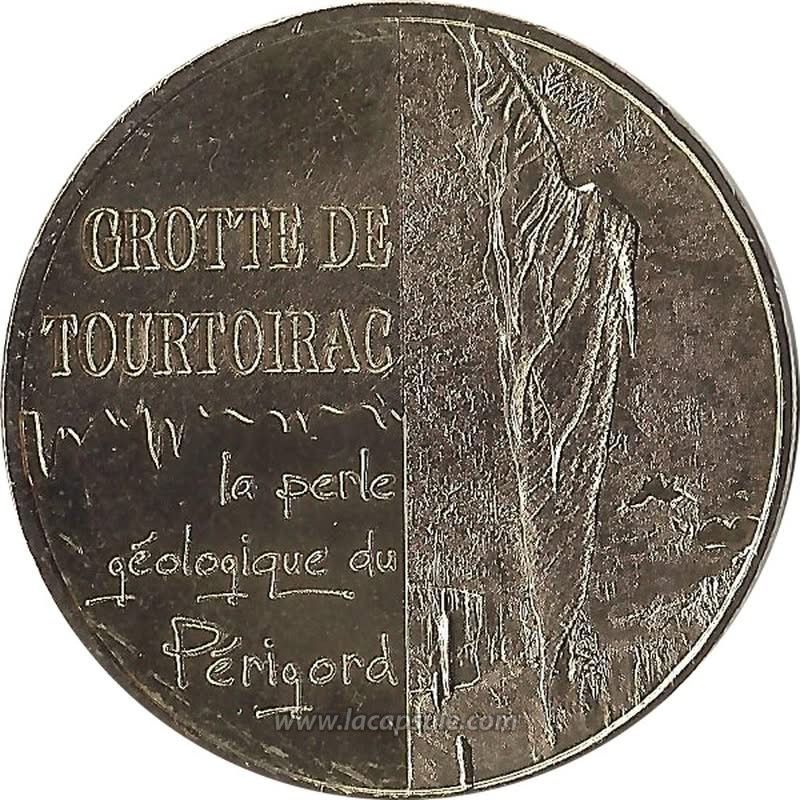 GROTTE DE
TOURTOIRAC
la perle
géologique du
Périgord
www.lacapsule.com